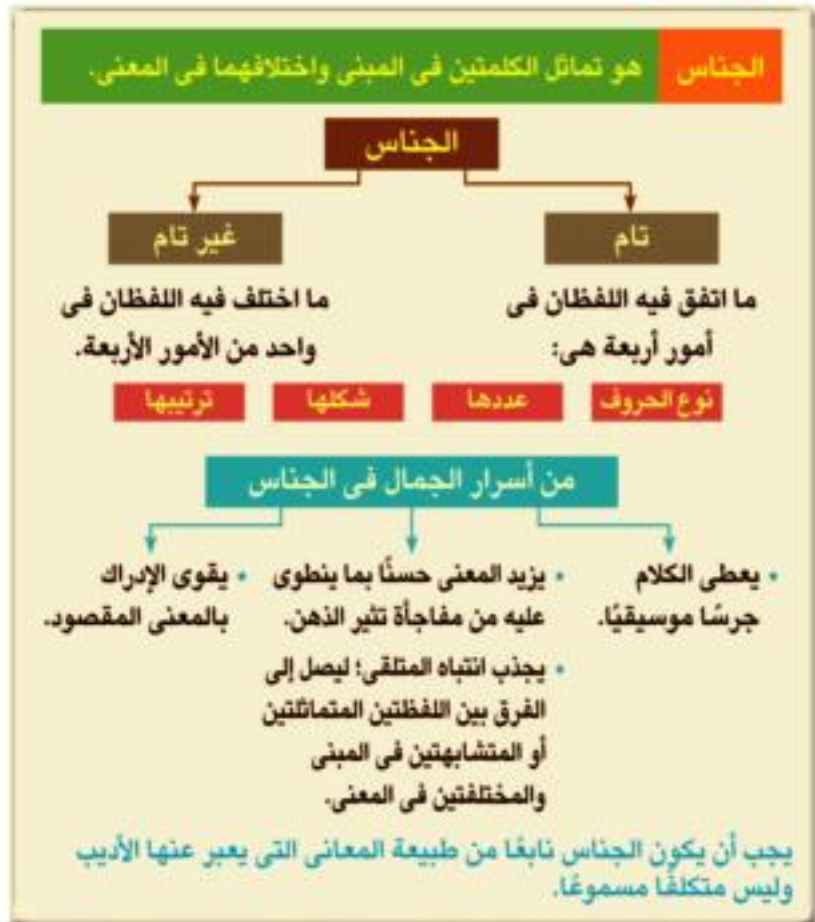 الجناس هو تماثل الكلمتين فى المبنى واختلافهما فى المعنى.
الجناس
تام
غير تام
ما اتفق فيه اللفظان فى
أمور أربعة هى:
ما اختلف فيه اللفظان فى
واحد من الأمور الأربعة.
نوع الحروف
عددها
شكلها
ترتيبها
من أسرار الجمال فى الجناس
• يعطى الكلام
جرسًا موسيقيًا.
• يزيد المعنى حسنًا بما ينطوى
عليه من مفاجأة تثير الذهن.
• يجذب انتباه المتلقى؛ ليصل إلى
الفرق بين اللفظتين المتماثلتين
أو المتشابهتين فى المبنى
والمختلفتين فى المعنى.
• يقوى الإدراك
بالمعنى المقصود.
يجب أن يكون الجناس نابعًا من طبيعة المعانى التى يعبر عنها الأديب
وليس متكلفًا مسموعًا.